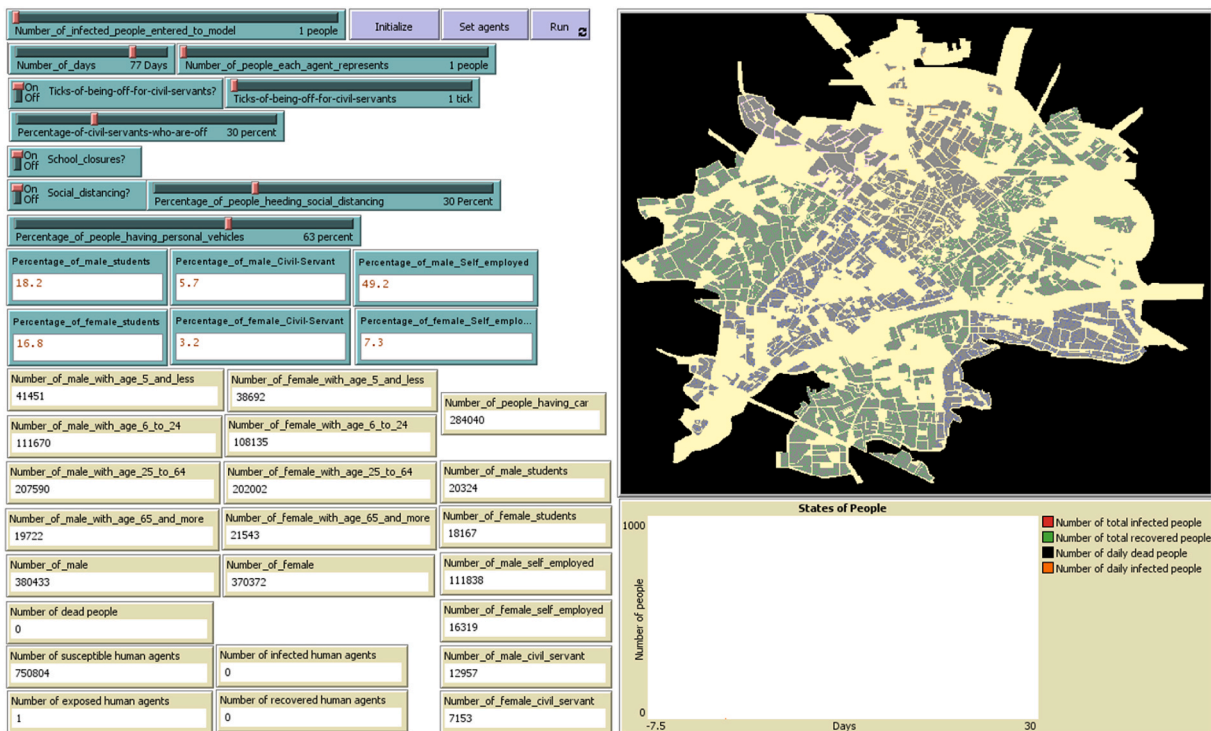 Number_of_infected_people_entered_to_model 1 people
Initialize
Set agents
Run
Number_of_days 77 Days
Number_of_people_each_agent_represents 1 people
On
Off
Ticks-of-being-off-for-civil-servants?
Ticks-of-being-off-for-civil-servants 1 tick
Percentage-of-civil-servants-who-are-off 30 percent
On
Off
School_closures?
On
Off
Social_distancing?
Percentage_of_people_heeding_social_distancing 30 Percent
Percentage_of_people_having_personal_vehicles 63 percent
Percentage_of_male_students
18.2
Percentage_of_male_Civil-Servant
5.7
Percentage_of_male_Self_employed
49.2
Percentage_of_female_students
16.8
Percentage_of_female_Civil-Servant
3.2
Percentage_of_female_Self_emplo...
7.3
Number_of_male_with_age_5_and_less
41451
Number_of_female_with_age_5_and_less
38692
Number_of_people_having_car
284040
Number_of_male_with_age_6_to_24
111670
Number_of_female_with_age_6_to_24
108135
Number_of_male_with_age_25_to_64
207590
Number_of_female_with_age_25_to_64
202002
Number_of_male_students
20324
Number_of_male_with_age_65_and_more
19722
Number_of_female_with_age_65_and_more
21543
Number_of_female_students
18167
Number_of_male
380433
Number_of_female
370372
Number_of_male_self_employed
111838
Number of dead people
0
Number_of_female_self_employed
16319
Number of susceptible human agents
750804
Number of infected human agents
0
Number_of_male_civil_servant
12957
Number of exposed human agents
1
Number of recovered human agents
0
Number_of_female_civil_servant
7153
States of People
1000
Number of people
0
-7.5
Days
30
Number of total infected people
Number of total recovered people
Number of daily dead people
Number of daily infected people